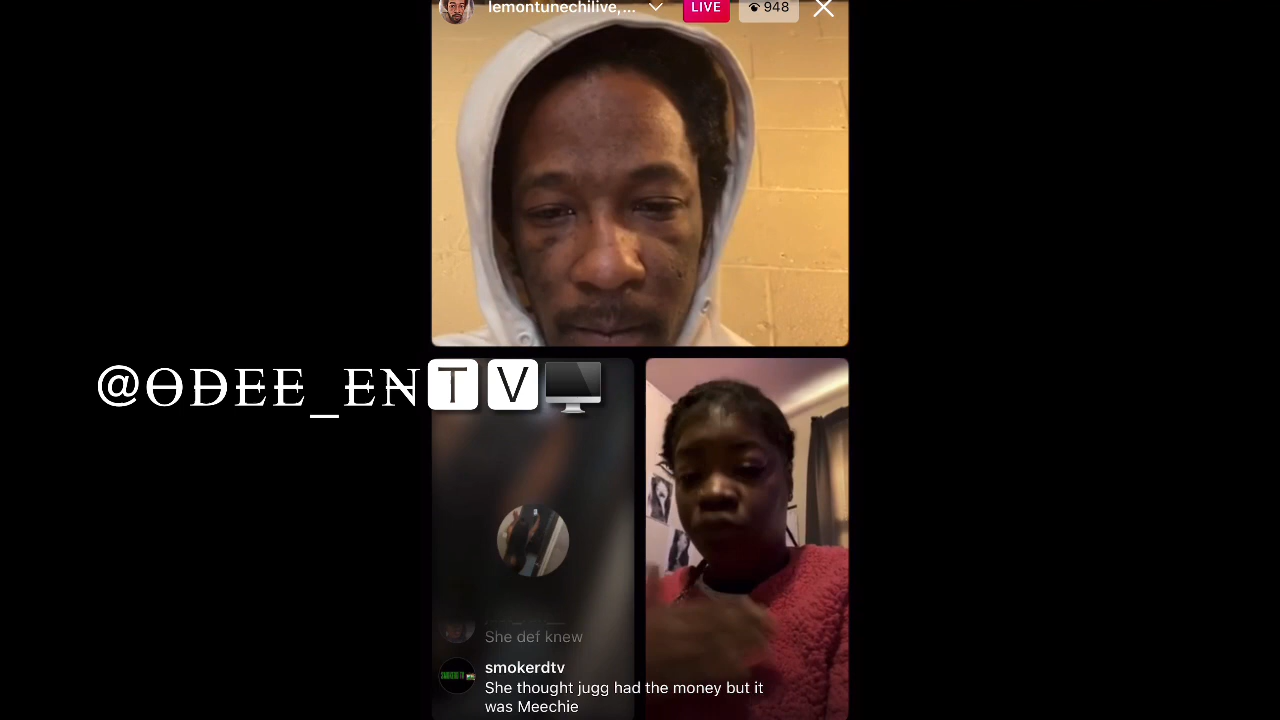 lemontunechilive,...
LIVE
948
@ODEE_ENTV
She def knew
smokerdtv
She thought jugg had the money but it
was Meechie